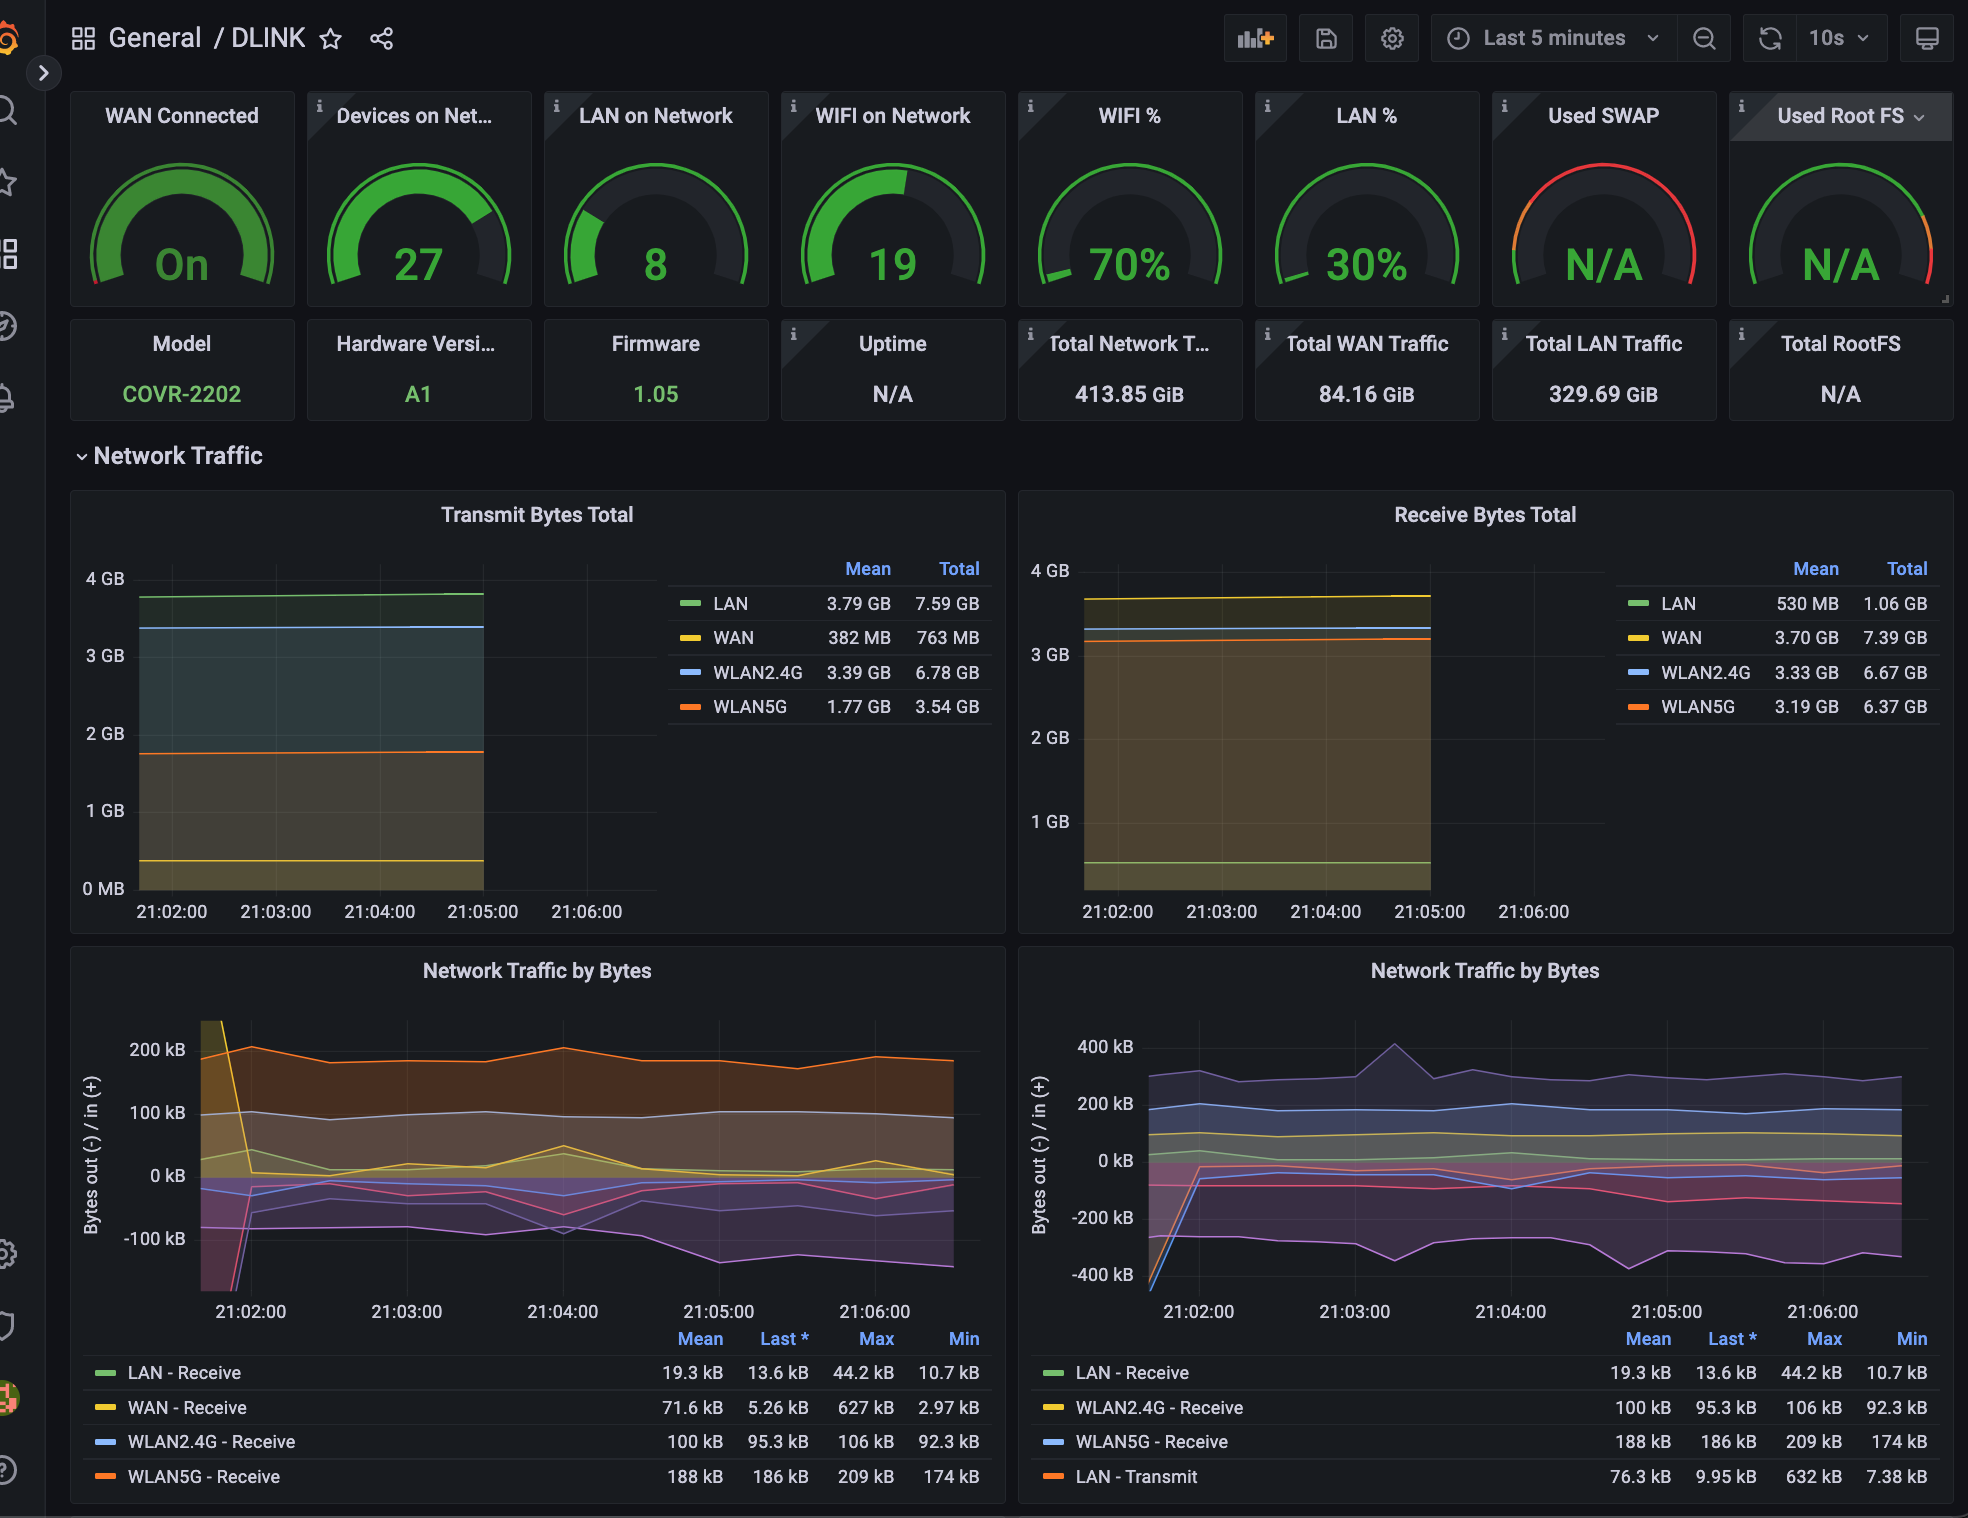 General / DLINK
Last 5 minutes
10s
WAN Connected
On
Devices on Net...
27
LAN on Network
8
WIFI on Network
19
WIFI %
70%
LAN %
30%
Used SWAP
N/A
Used Root FS
N/A
Model
COVR-2202
Hardware Versi...
A1
Firmware
1.05
Uptime
N/A
Total Network T...
413.85 GiB
Total WAN Traffic
84.16 GiB
Total LAN Traffic
329.69 GiB
Total RootFS
N/A
Network Traffic
Transmit Bytes Total
4 GB
3 GB
2 GB
1 GB
0 MB
21:02:00 21:03:00 21:04:00 21:05:00 21:06:00
Mean Total
LAN 3.79 GB 7.59 GB
WAN 382 MB 763 MB
WLAN2.4G 3.39 GB 6.78 GB
WLAN5G 1.77 GB 3.54 GB
Receive Bytes Total
4 GB
3 GB
2 GB
1 GB
21:02:00 21:03:00 21:04:00 21:05:00 21:06:00
Mean Total
LAN 530 MB 1.06 GB
WAN 3.70 GB 7.39 GB
WLAN2.4G 3.33 GB 6.67 GB
WLAN5G 3.19 GB 6.37 GB
Network Traffic by Bytes
Bytes out (-) / in (+)
200 kB
100 kB
0 kB
-100 kB
21:02:00 21:03:00 21:04:00 21:05:00 21:06:00
Mean Last * Max Min
LAN - Receive 19.3 kB 13.6 kB 44.2 kB 10.7 kB
WAN - Receive 71.6 kB 5.26 kB 627 kB 2.97 kB
WLAN2.4G - Receive 100 kB 95.3 kB 106 kB 92.3 kB
WLAN5G - Receive 188 kB 186 kB 209 kB 174 kB
Network Traffic by Bytes
Bytes out (-) / in (+)
400 kB
200 kB
0 kB
-200 kB
-400 kB
21:02:00 21:03:00 21:04:00 21:05:00 21:06:00
Mean Last * Max Min
LAN - Receive 19.3 kB 13.6 kB 44.2 kB 10.7 kB
WLAN2.4G - Receive 100 kB 95.3 kB 106 kB 92.3 kB
WLAN5G - Receive 188 kB 186 kB 209 kB 174 kB
LAN - Transmit 76.3 kB 9.95 kB 632 kB 7.38 kB